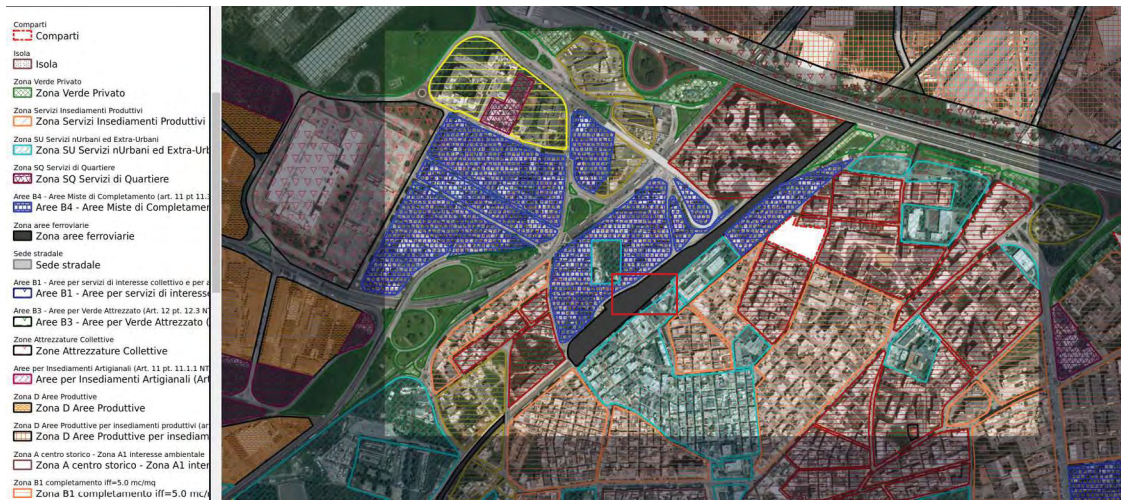 Comparti
Comparti
Isola
Isola
Zona Verde Privato
Zona Verde Privato
Zona Servizi Insediamenti Produttivi
Zona Servizi Insediamenti Produttivi
Zona SU Servizi nUrbani ed Extra-Urbani
Zona SU Servizi nUrbani ed Extra-Urb
Zona SQ Servizi di Quartiere
Zona SQ Servizi di Quartiere
Aree B4 - Aree Miste di Completamento (art. 11 pt 11.3
Aree B4 - Aree Miste di Completamer
Zona aree ferroviarie
Zona aree ferroviarie
Sede stradale
Sede stradale
Aree B1 - Aree per servizi di interesse collettivo e per a
Aree B1 - Aree per servizi di interess
Aree B3 - Aree per Verde Attrezzato (Art. 12 pt. 12.3 NT
Aree B3 - Aree per Verde Attrezzato (
Zone Attrezzature Collettive
Zone Attrezzature Collettive
Aree per Insediamenti Artigianali (Art. 11 pt. 11.1.1 NT
Aree per Insediamenti Artigianali (Art
Zona D Aree Produttive
Zona D Aree Produttive
Zona D Aree Produttive per insediamenti produttivi (ar
Zona D Aree Produttive per insediam
Zona A centro storico - Zona A1 interesse ambientale
Zona A centro storico - Zona A1 inter
Zona B1 completamento iff=5.0 mc/mq
Zona B1 completamento iff=5.0 mc/r